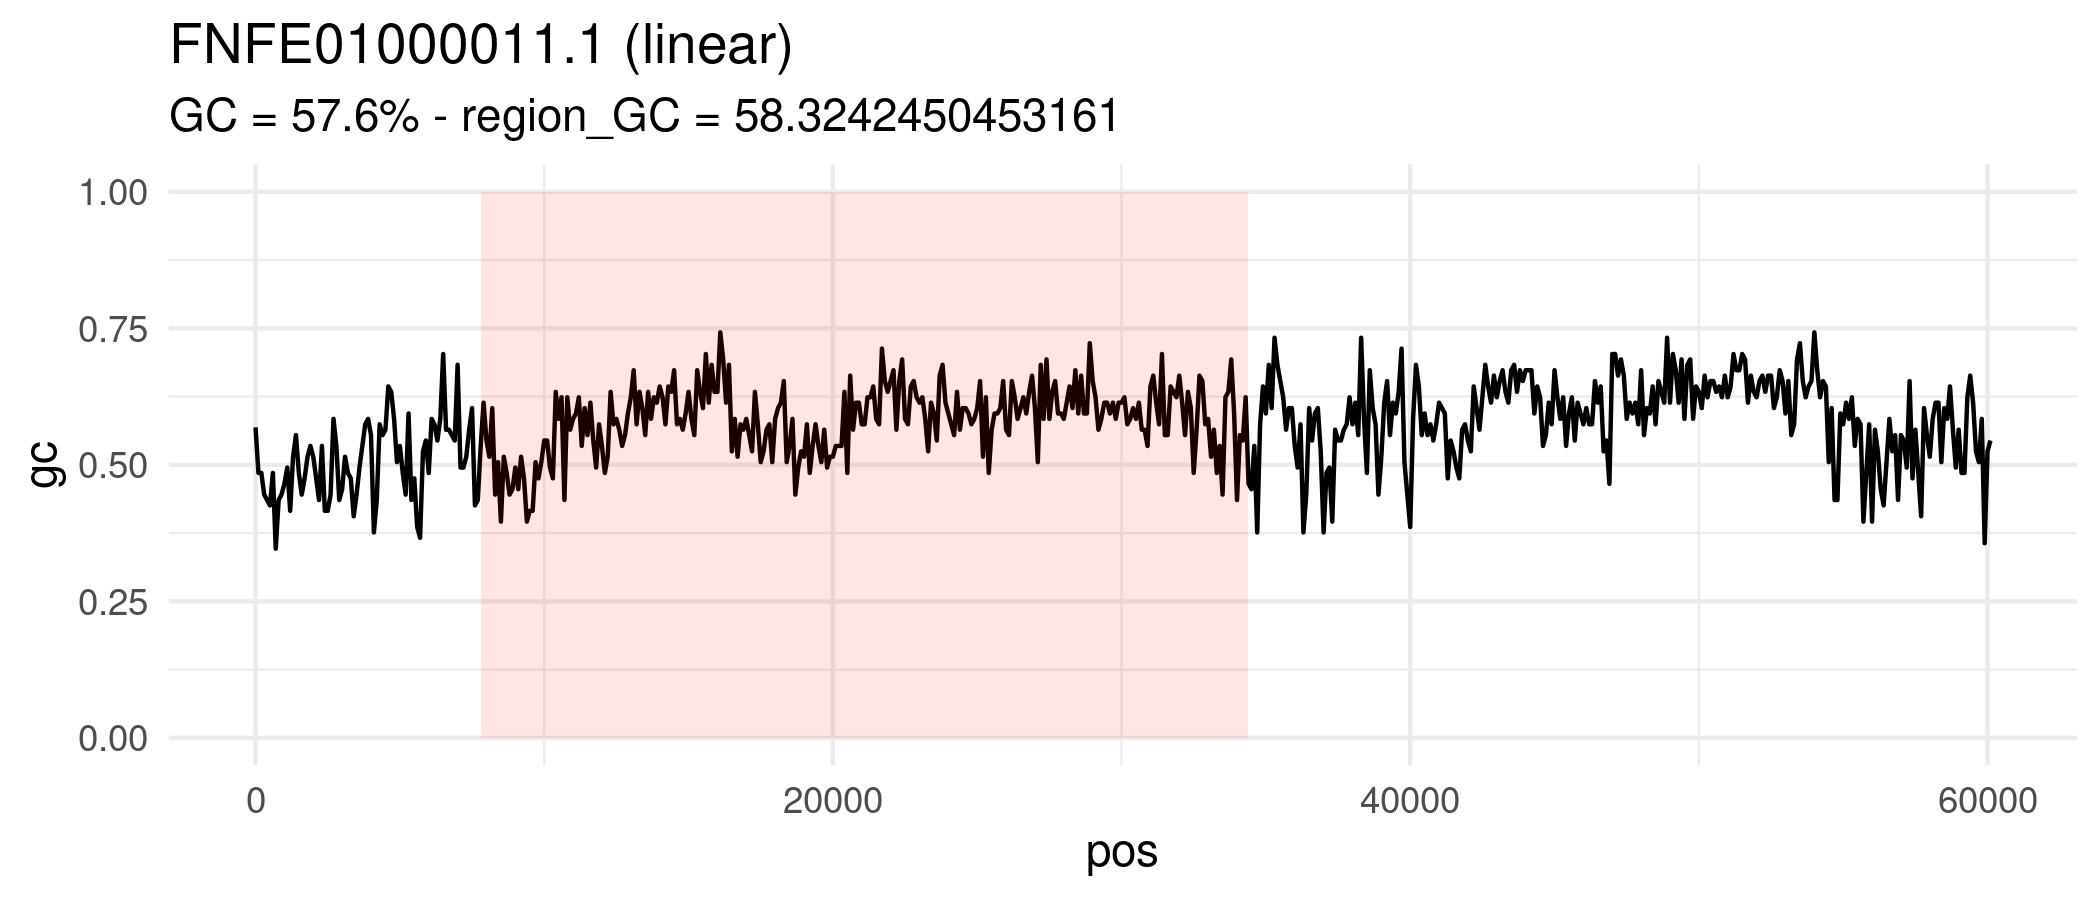 FNFE01000011.1 (linear)
GC = 57.6% - region_GC = 58.3242450453161
1.00
0.75
0.50
0.25
0.00
gc
0 20000 40000 60000
pos